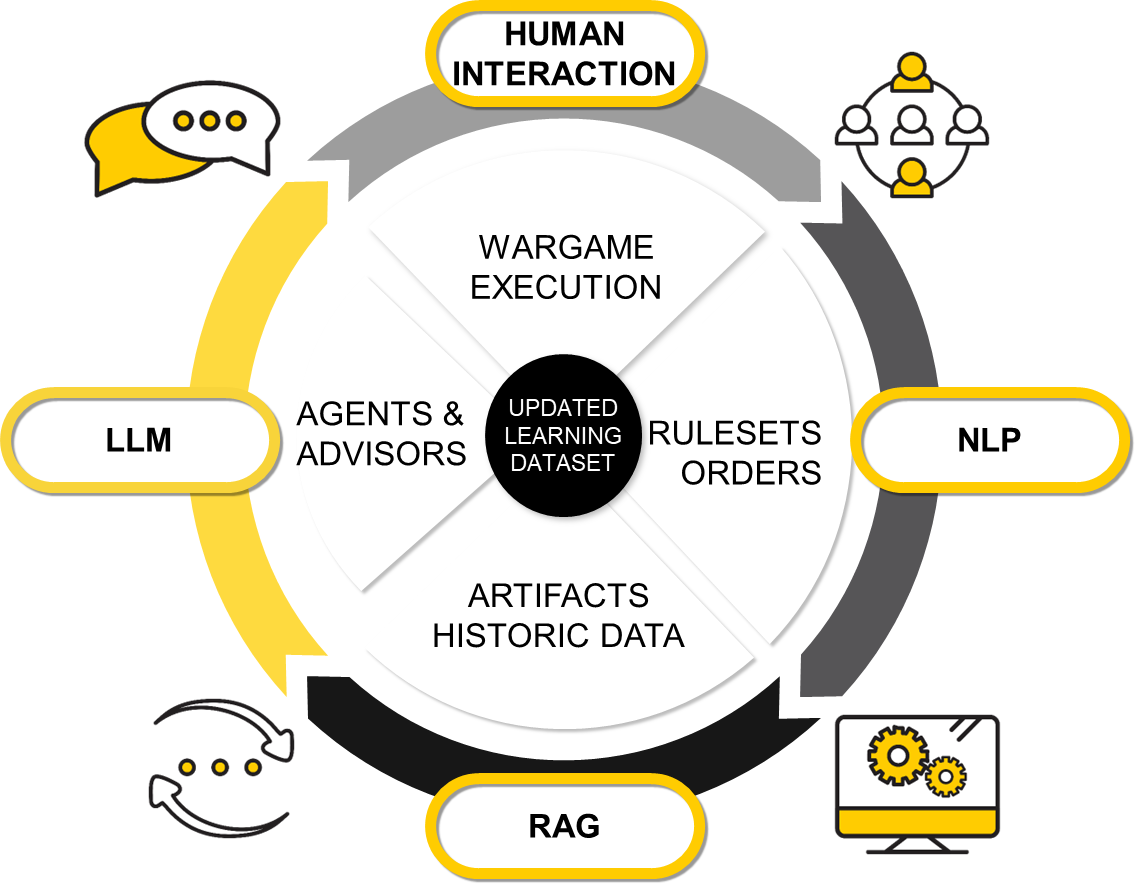 HUMAN
INTERACTION
WARGAME
EXECUTION
LLM
AGENTS &
ADVISORS
UPDATED
LEARNING
DATASET
RULESETS
ORDERS
NLP
ARTIFACTS
HISTORIC DATA
RAG